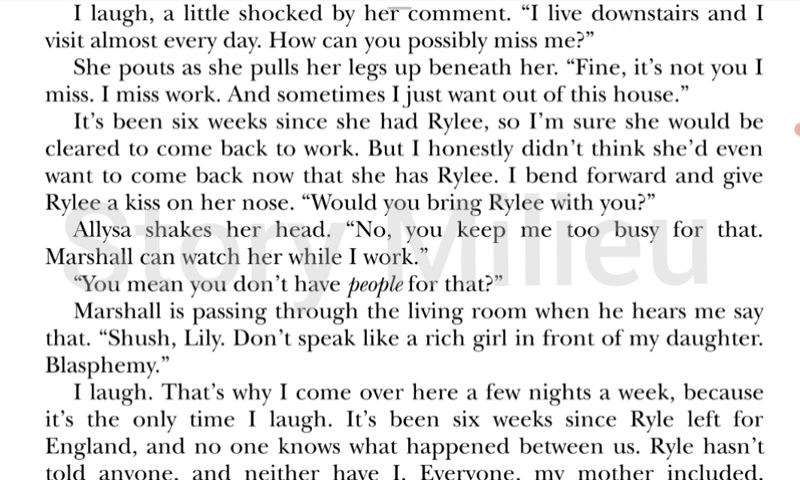 I laugh, a little shocked by her comment. “I live downstairs and I
visit almost every day. How can you possibly miss me?”
She pouts as she pulls her legs up beneath her. “Fine, it’s not you I
miss. I miss work. And sometimes I just want out of this house.”
It’s been six weeks since she had Rylee, so I’m sure she would be
cleared to come back to work. But I honestly didn’t think she’d even
want to come back now that she has Rylee. I bend forward and give
Rylee a kiss on her nose. “Would you bring Rylee with you?”
Allysa shakes her head. “No, you keep me too busy for that.
Marshall can watch her while I work.”
“You mean you don’t have people for that?”
Marshall is passing through the living room when he hears me say
that. “Shush, Lily. Don’t speak like a rich girl in front of my daughter.
Blasphemy.”
I laugh. That’s why I come over here a few nights a week, because
it’s the only time I laugh. It’s been six weeks since Ryle left for
England, and no one knows what happened between us. Ryle hasn’t
told anyone, and neither have I. Everyone, my mother included,
Story Milieu